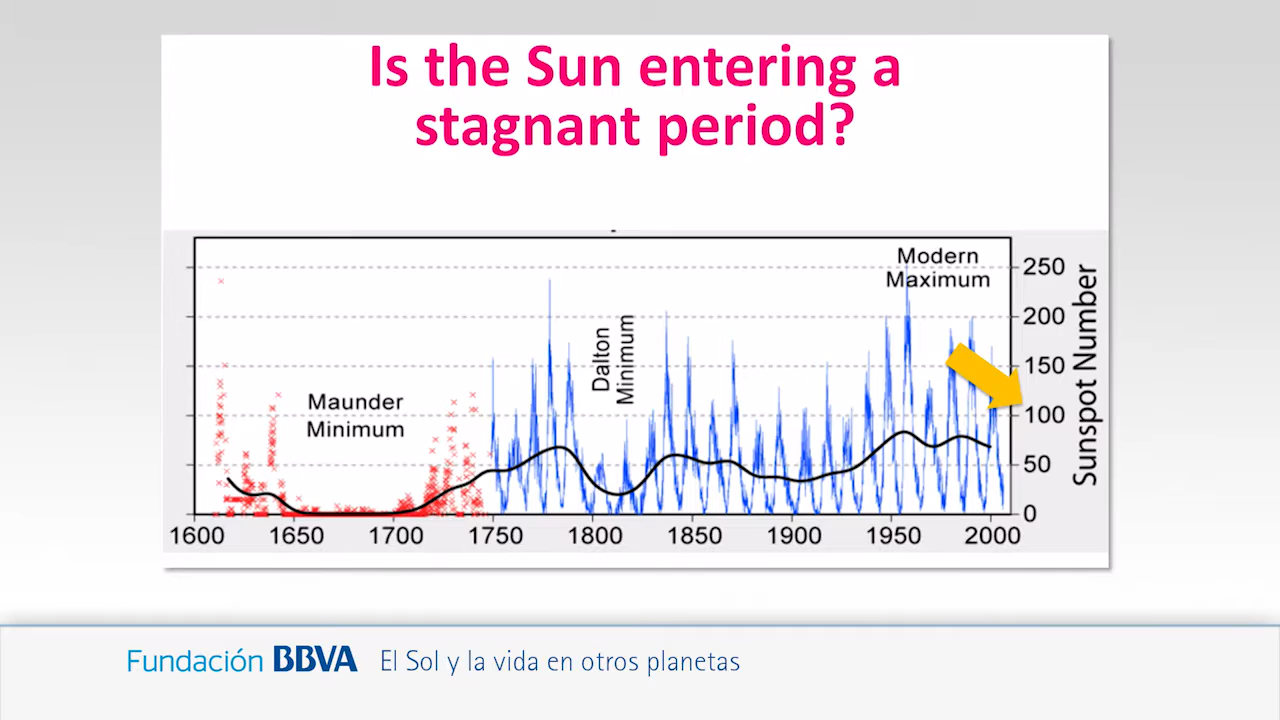 Is the Sun entering a
stagnant period?
Modern
Maximum
Dalton
Minimum
Maunder
Minimum
250
200
150
100
50
0
Sunspot Number
1600 1650 1700 1750 1800 1850 1900 1950 2000
Fundación BBVA El Sol y la vida en otros planetas